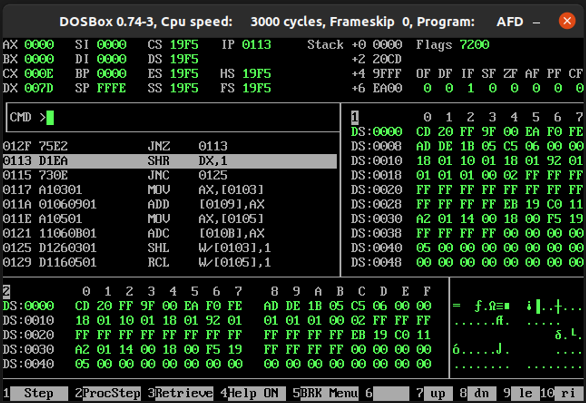 DOSBox 0.74-3, Cpu speed: 3000 cycles, Frameskip 0, Program: AFD
AX 0000 SI 0000 CS 19F5 IP 0113 Stack +0 0000 Flags 7200
BX 0000 DI 0000 DS 19F5 +2 20CD
CX 000E BP 0000 ES 19F5 HS 19F5 +4 9FFF OF DF IF SF ZF AF PF CF
DX 007D SP FFFE SS 19F5 FS 19F5 +6 EA00 0 0 1 0 0 0 0 0
CMD >
012F 75E2 JNZ 0113
0113 D1EA SHR DX,1
0115 730E JNC 0125
0117 A10301 MOV AX,[0103]
011A 01060901 ADD [0109],AX
011E A10501 MOV AX,[0105]
0121 11060B01 ADC [010B],AX
0125 D1260301 SHL W/[0103],1
0129 D1160501 RCL W/[0105],1
1 0 1 2 3 4 5 6 7
DS:0000 CD 20 FF 9F 00 EA F0 FE
DS:0008 AD DE 1B 05 C5 06 00 00
DS:0010 18 01 10 01 18 01 92 01
DS:0018 01 01 01 00 02 FF FF FF
DS:0020 FF FF FF FF FF FF FF FF
DS:0028 FF FF FF FF EB 19 C0 11
DS:0030 A2 01 14 00 18 00 F5 19
DS:0038 FF FF FF FF 00 00 00 00
DS:0040 05 00 00 00 00 00 00 00
DS:0048 00 00 00 00 00 00 00 00
2 0 1 2 3 4 5 6 7 8 9 A B C D E F
DS:0000 CD 20 FF 9F 00 EA F0 FE AD DE 1B 05 C5 06 00 00
DS:0010 18 01 10 01 18 01 92 01 01 01 01 00 02 FF FF FF
DS:0020 FF FF FF FF FF FF FF FF FF FF FF FF EB 19 C0 11
DS:0030 A2 01 14 00 18 00 F5 19 FF FF FF FF 00 00 00 00
DS:0040 05 00 00 00 00 00 00 00 00 00 00 00 00 00 00 00
1 Step 2 ProcStep 3 Retrieve 4 Help ON 5 BRK Menu 6 7 up 8 dn 9 le 10 ri